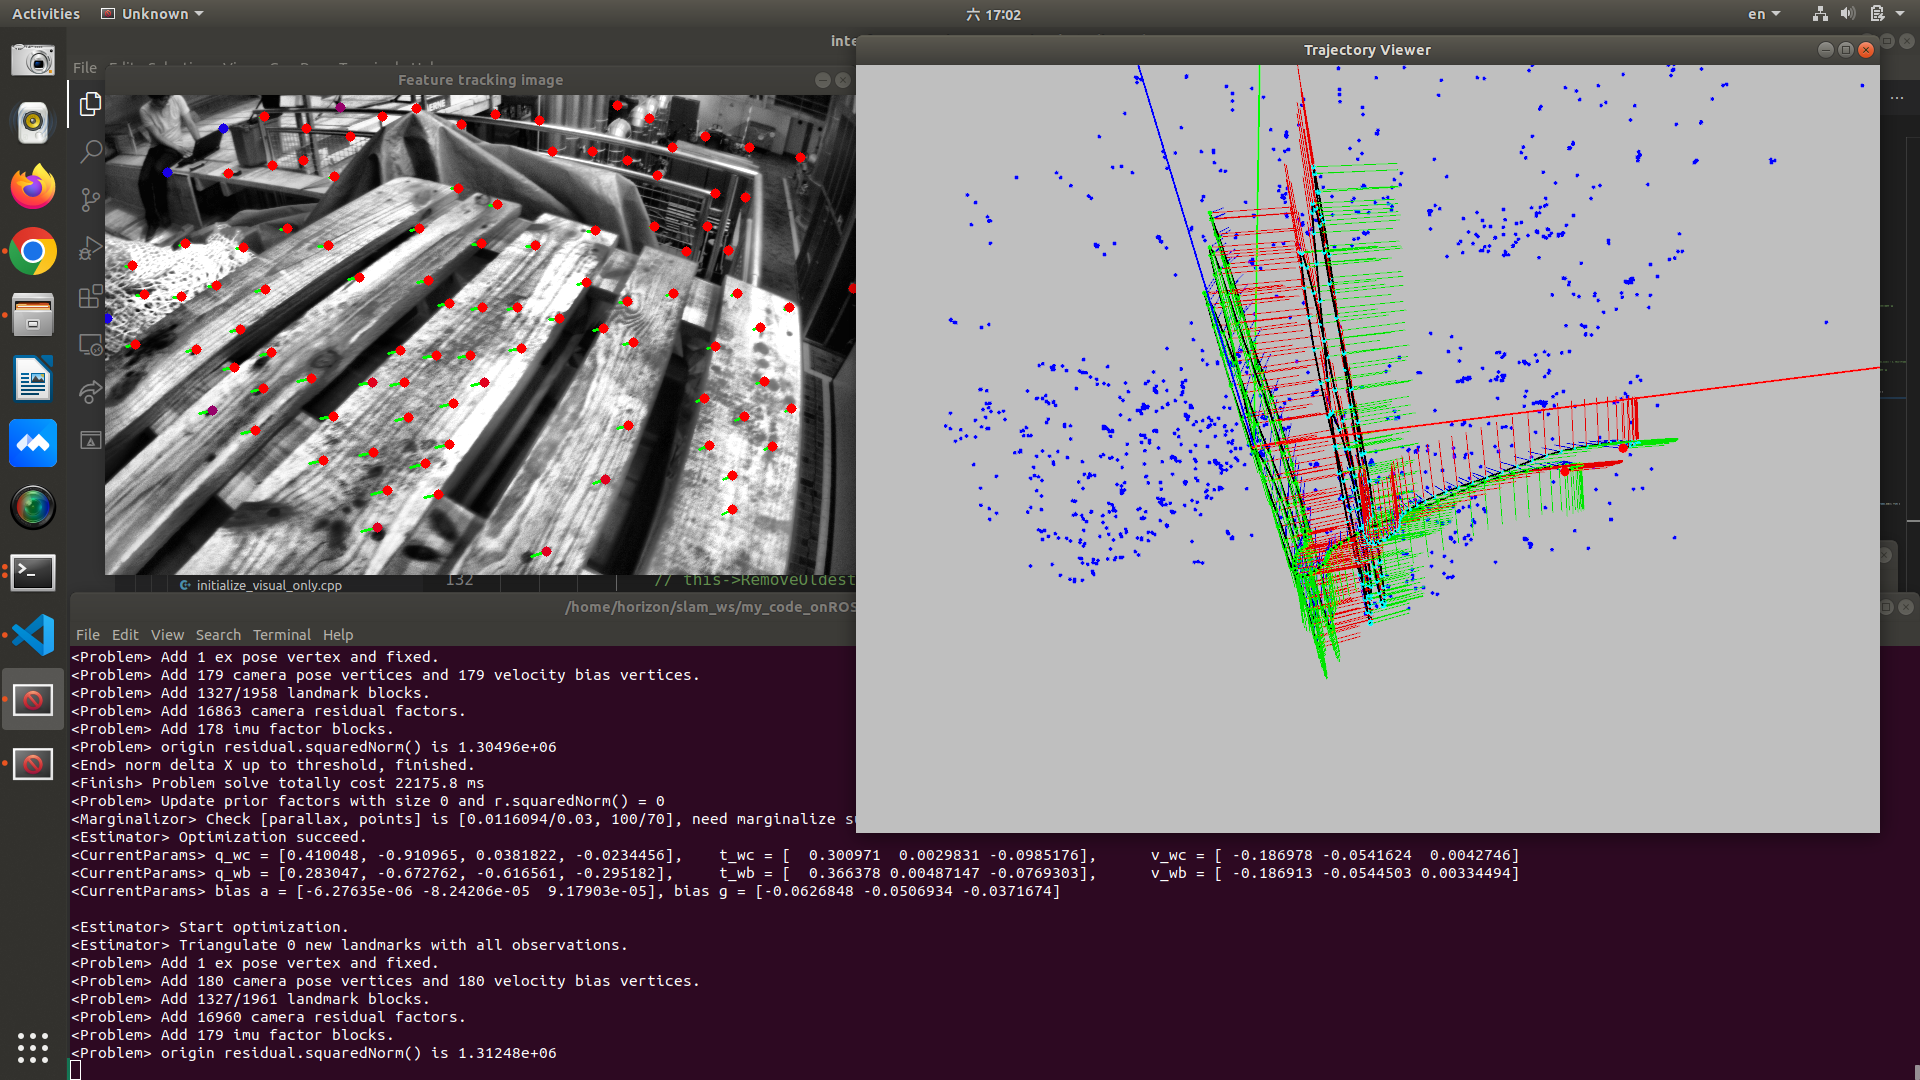 Activities
Unknown
六 17:02
en
inte
Trajectory Viewer
File
Feature tracking image
initialize_visual_only.cpp
132
// this->RemoveOldest
/home/horizon/slam_ws/my_code_onROS
File Edit View Search Terminal Help
<Problem> Add 1 ex pose vertex and fixed.
<Problem> Add 179 camera pose vertices and 179 velocity bias vertices.
<Problem> Add 1327/1958 landmark blocks.
<Problem> Add 16863 camera residual factors.
<Problem> Add 178 imu factor blocks.
<Problem> origin residual.squaredNorm() is 1.30496e+06
<End> norm delta X up to threshold, finished.
<Finish> Problem solve totally cost 22175.8 ms
<Problem> Update prior factors with size 0 and r.squaredNorm() = 0
<Marginalizor> Check [parallax, points] is [0.0116094/0.03, 100/70], need marginalize su
<Estimator> Optimization succeed.
<CurrentParams> q_wc = [0.410048, -0.910965, 0.0381822, -0.0234456],    t_wc = [  0.300971  0.0029831 -0.0985176],      v_wc = [ -0.186978 -0.0541624  0.0042746]
<CurrentParams> q_wb = [0.283047, -0.672762, -0.616561, -0.295182],     t_wb = [  0.366378 0.00487147 -0.0769303],      v_wb = [ -0.186913 -0.0544503 0.00334494]
<CurrentParams> bias a = [-6.27635e-06 -8.24206e-05  9.17903e-05], bias g = [-0.0626848 -0.0506934 -0.0371674]
<Estimator> Start optimization.
<Estimator> Triangulate 0 new landmarks with all observations.
<Problem> Add 1 ex pose vertex and fixed.
<Problem> Add 180 camera pose vertices and 180 velocity bias vertices.
<Problem> Add 1327/1961 landmark blocks.
<Problem> Add 16960 camera residual factors.
<Problem> Add 179 imu factor blocks.
<Problem> origin residual.squaredNorm() is 1.31248e+06